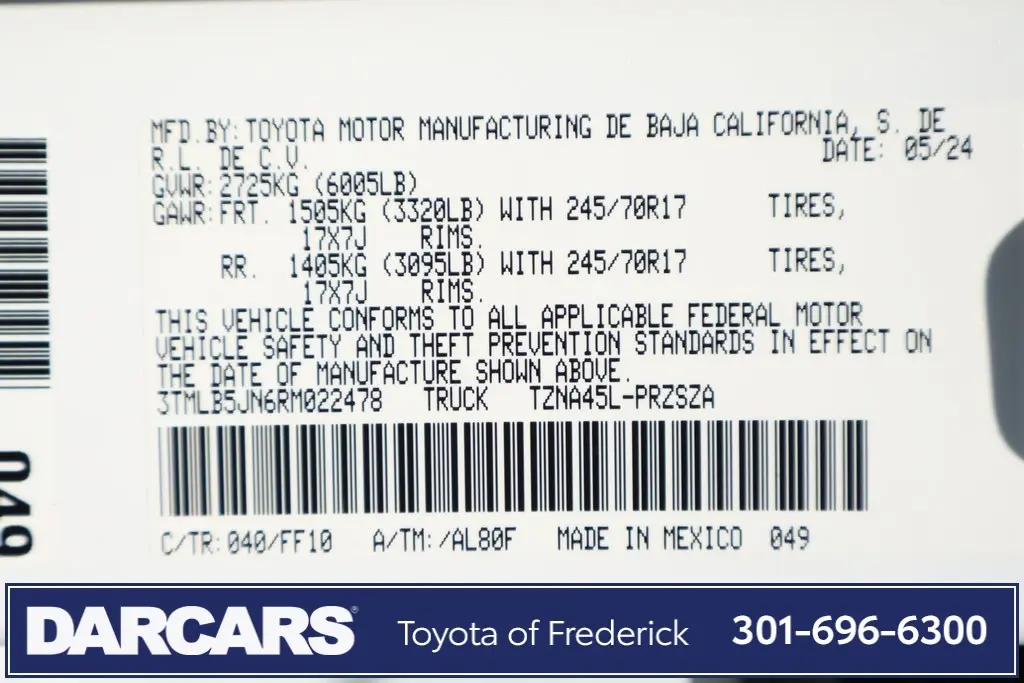 MFD.BY: TOYOTA MOTOR MANUFACTURING DE BAJA CALIFORNIA, S. DE
R.L. DE C.V. DATE: 05/24
GVWR: 2725KG (6005LB)
GAWR: FRT. 1505KG (3320LB) WITH 245/70R17 TIRES,
17X7J RIMS.
RR. 1405KG (3095LB) WITH 245/70R17 TIRES,
17X7J RIMS.
THIS VEHICLE CONFORMS TO ALL APPLICABLE FEDERAL MOTOR
VEHICLE SAFETY AND THEFT PREVENTION STANDARDS IN EFFECT ON
THE DATE OF MANUFACTURE SHOWN ABOVE.
3TMLB5JN6RM022478 TRUCK TZNA45L-PRZSZA
C/TR: 040/FF10 A/TM: /AL80F MADE IN MEXICO 049
049
DARCARS® Toyota of Frederick 301-696-6300